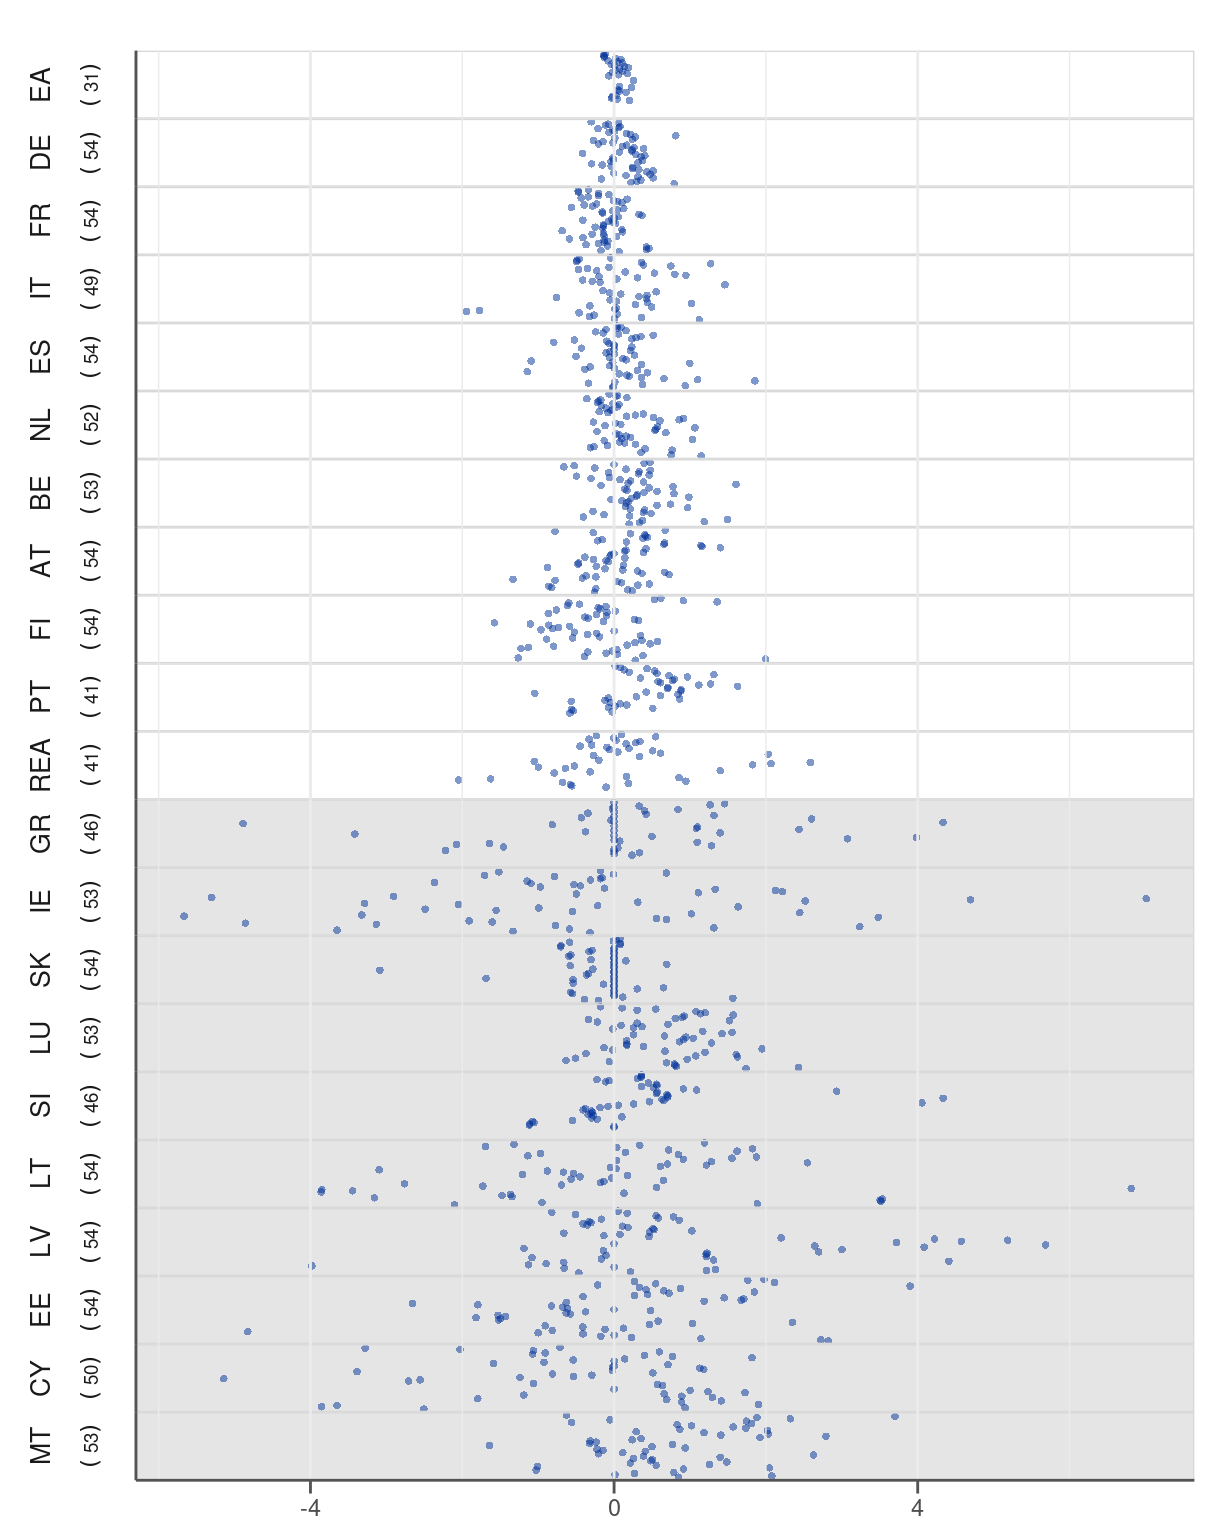 EA ( 31)
DE ( 54)
FR ( 54)
IT ( 49)
ES ( 54)
NL ( 52)
BE ( 53)
AT ( 54)
FI ( 54)
PT ( 41)
REA ( 41)
GR ( 46)
IE ( 53)
SK ( 54)
LU ( 53)
SI ( 46)
LT ( 54)
LV ( 54)
EE ( 54)
CY ( 50)
MT ( 53)
-4 0 4